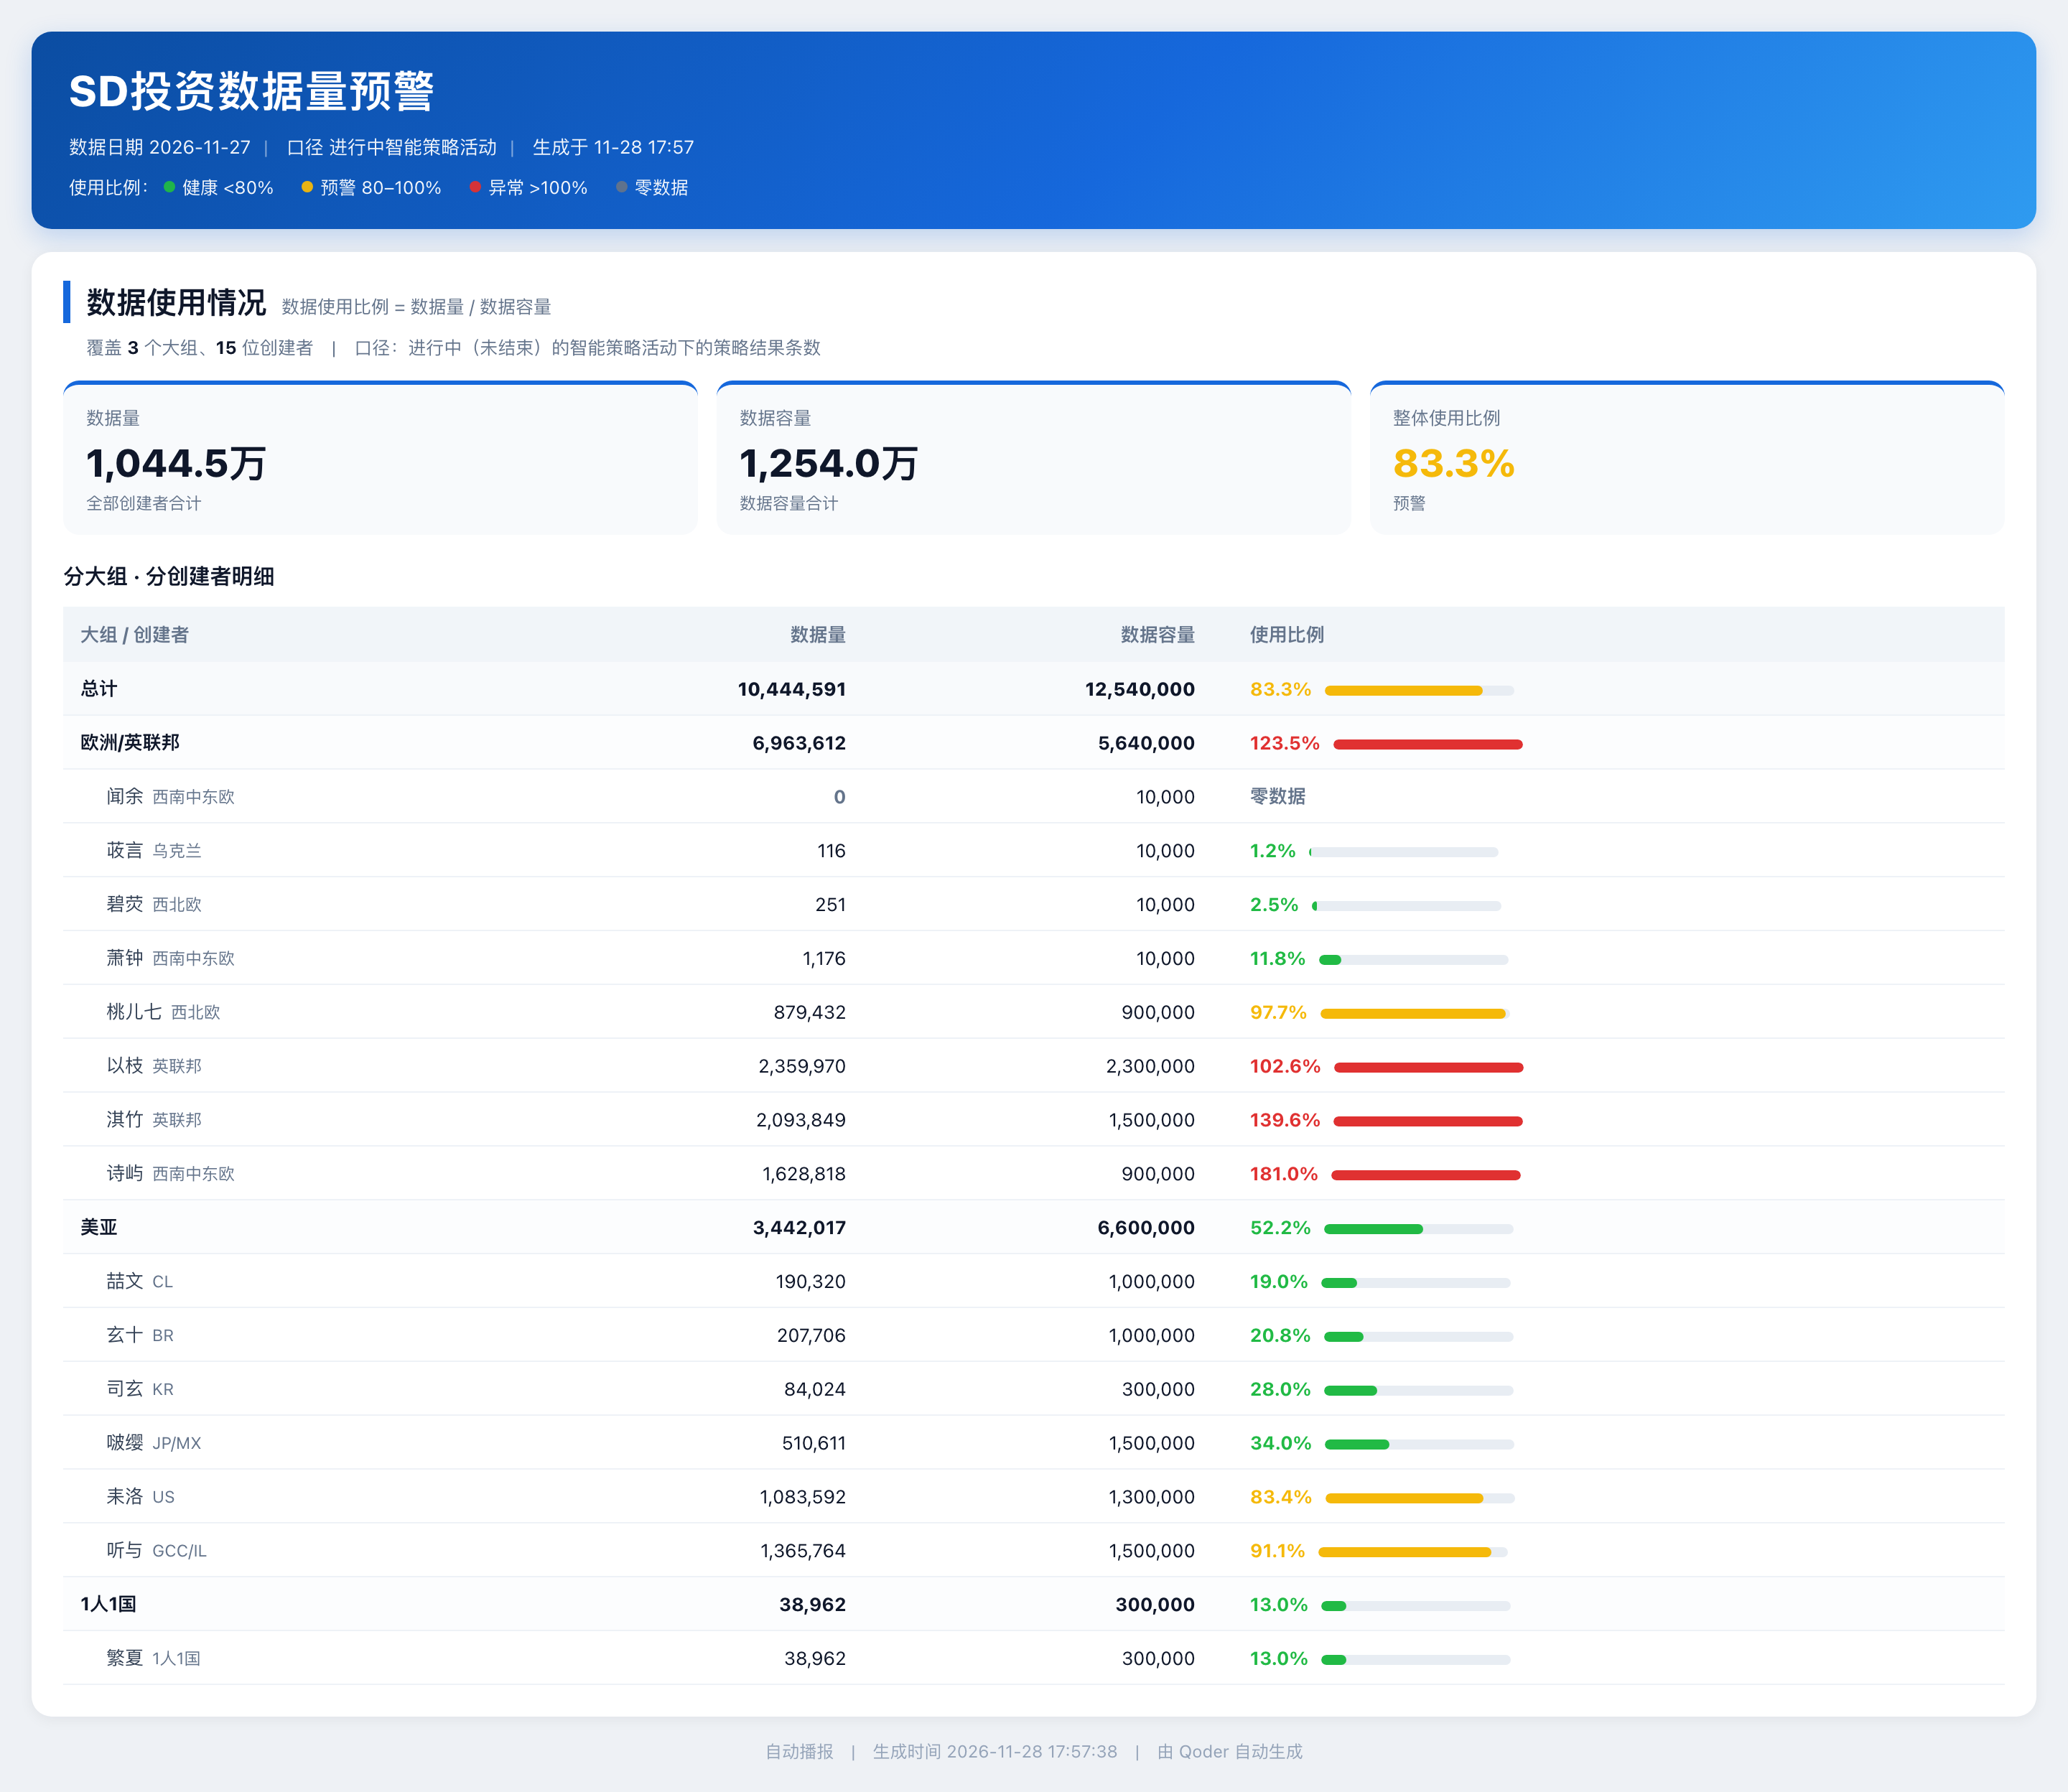 SD投资数据量预警
数据日期 2026-11-27 | 口径 进行中智能策略活动 | 生成于 11-28 17:57
使用比例： 健康 <80% 预警 80–100% 异常 >100% 零数据
数据使用情况 数据使用比例 = 数据量 / 数据容量
覆盖 3 个大组、15 位创建者 | 口径：进行中（未结束）的智能策略活动下的策略结果条数
数据量 数据容量 整体使用比例
1,044.5万 1,254.0万 83.3%
全部创建者合计 数据容量合计 预警
分大组 · 分创建者明细
大组 / 创建者 数据量 数据容量 使用比例
总计 10,444,591 12,540,000 83.3%
欧洲/英联邦 6,963,612 5,640,000 123.5%
闻余 西南中东欧 0 10,000 零数据
荍言 乌克兰 116 10,000 1.2%
碧荧 西北欧 251 10,000 2.5%
萧钟 西南中东欧 1,176 10,000 11.8%
桃儿七 西北欧 879,432 900,000 97.7%
以枝 英联邦 2,359,970 2,300,000 102.6%
淇竹 英联邦 2,093,849 1,500,000 139.6%
诗屿 西南中东欧 1,628,818 900,000 181.0%
美亚 3,442,017 6,600,000 52.2%
喆文 CL 190,320 1,000,000 19.0%
玄十 BR 207,706 1,000,000 20.8%
司玄 KR 84,024 300,000 28.0%
啵缨 JP/MX 510,611 1,500,000 34.0%
耒洛 US 1,083,592 1,300,000 83.4%
听与 GCC/IL 1,365,764 1,500,000 91.1%
1人1国 38,962 300,000 13.0%
繁夏 1人1国 38,962 300,000 13.0%
自动播报 | 生成时间 2026-11-28 17:57:38 | 由 Qoder 自动生成